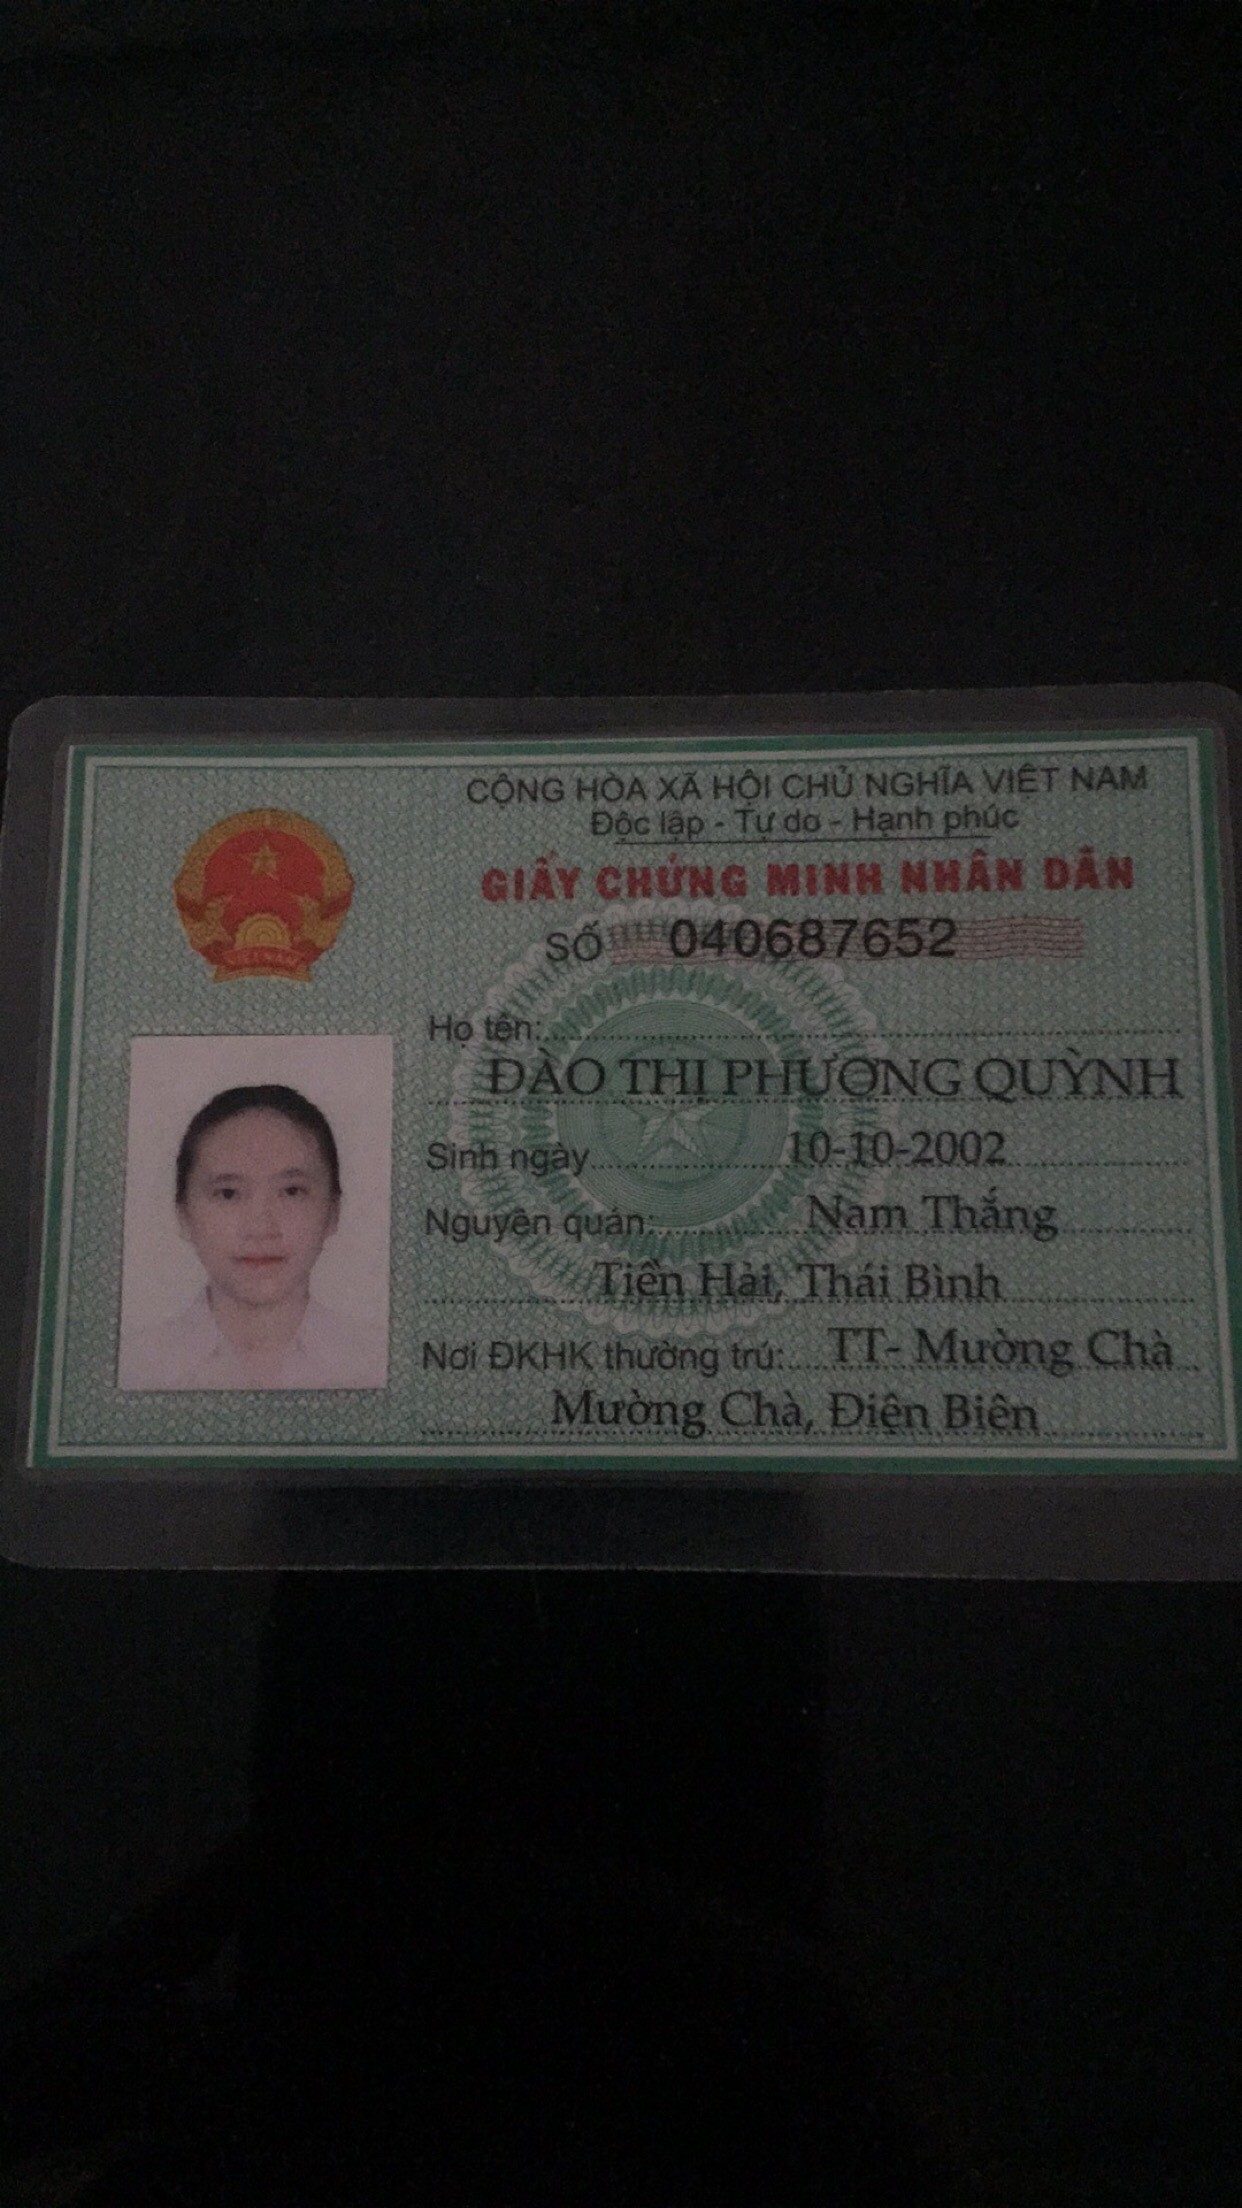 CỘNG HÒA XÃ HỘI CHỦ NGHĨA VIỆT NAM
Độc lập - Tự do - Hạnh phúc
GIẤY CHỨNG MINH NHÂN DÂN
SỐ 040687652
Họ tên:
ĐÀO THỊ PHƯƠNG QUỲNH
Sinh ngày 10-10-2002
Nguyên quán: Nam Thắng
Tiền Hải, Thái Bình
Nơi ĐKHK thường trú: TT- Mường Chà
Mường Chà, Điện Biên
VIỆT NAM